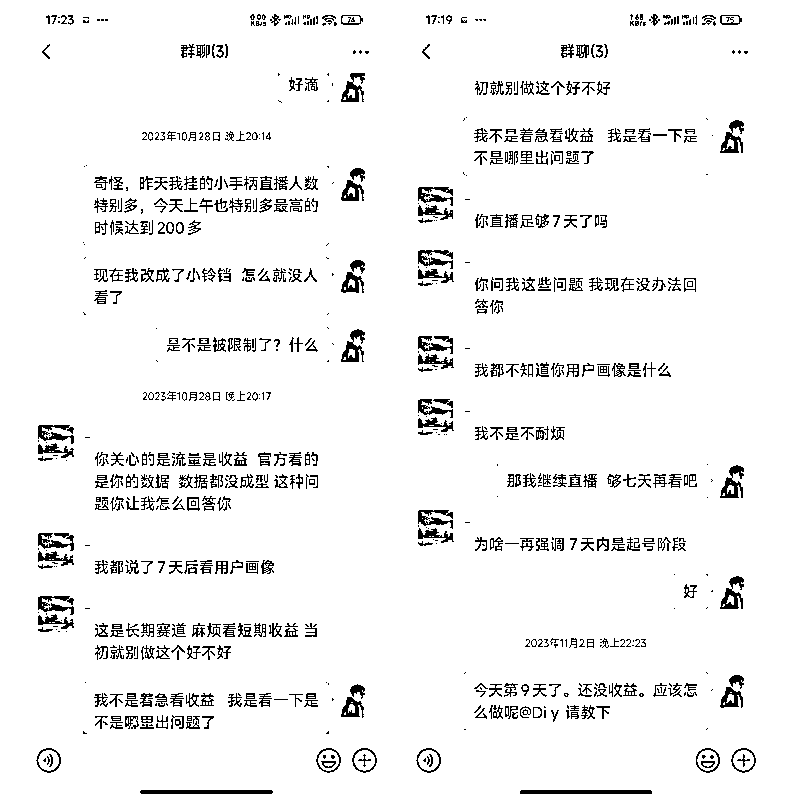 17:23
74
群聊(3)
好滴
2023年10月28日 晚上20:14
奇怪，昨天我挂的小手柄直播人数
特别多，今天上午也特别多最高的
时候达到 200 多
现在我改成了小铃铛 怎么就没人
看了
是不是被限制了？什么
2023年10月28日 晚上20:17
你关心的是流量是收益 官方看的
是你的数据 数据都没成型 这种问
题你让我怎么回答你
我都说了 7 天后看用户画像
这是长期赛道 麻烦看短期收益 当
初就别做这个好不好
我不是着急看收益 我是看一下是
不是哪里出问题了
17:19
75
群聊(3)
初就别做这个好不好
我不是着急看收益 我是看一下是
不是哪里出问题了
你直播足够 7 天了吗
你问我这些问题 我现在没办法回
答你
我都不知道你用户画像是什么
我不是不耐烦
那我继续直播 够七天再看吧
为啥一再强调 7 天内是起号阶段
好
2023年11月2日 晚上22:23
今天第 9 天了。还没收益。应该怎
么做呢@Di y 请教下